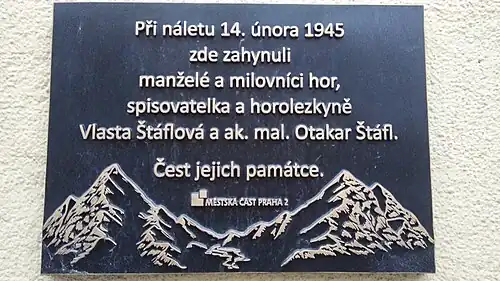 Při náletu 14. února 1945
zde zahynuli
manželé a milovníci hor,
spisovatelka a horolezkyně
Vlasta Štáflová a ak. mal. Otakar Štáfl.
Čest jejich památce.
MĚSTSKÁ ČÁST PRAHA 2